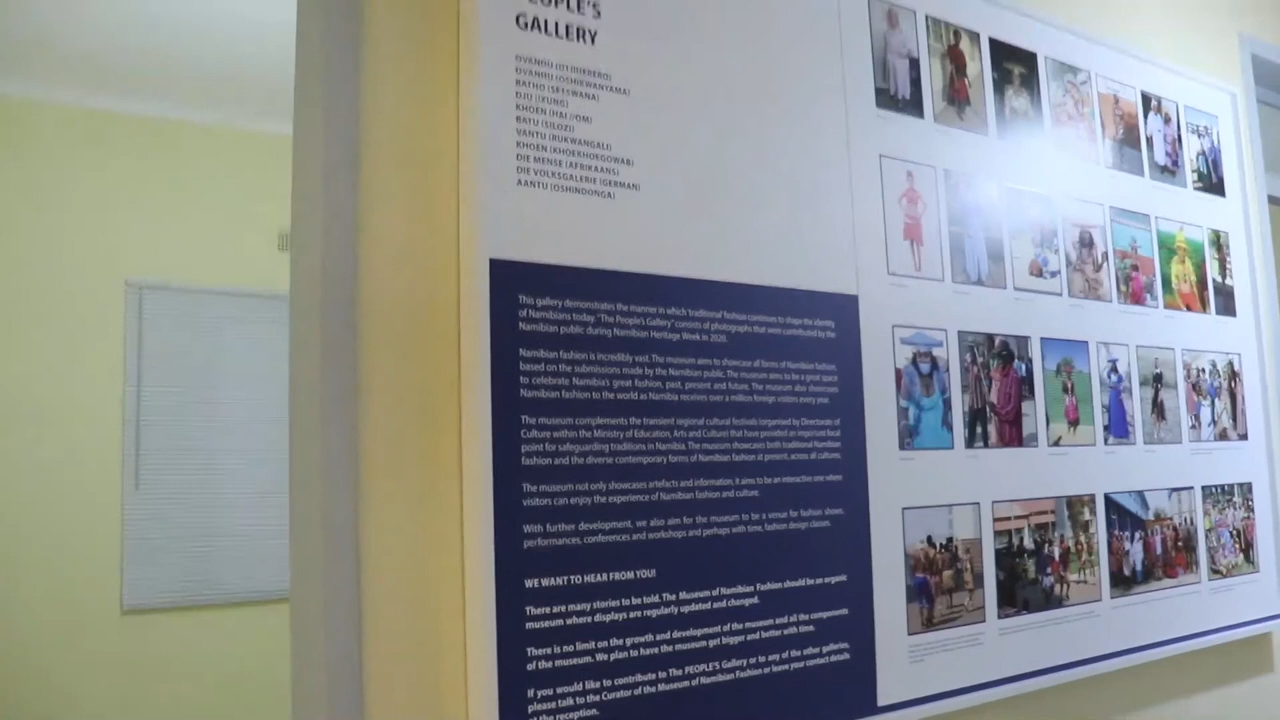 PEOPLE'S
GALLERY
OVANDU (OTJIHERERO)
OVANHU (OSHIKWANYAMA)
BATHO (SETSWANA)
DJU (!KUNG)
KHOEN (HAI //OM)
BATU (SILOZI)
VANTU (RUKWANGALI)
KHOEN (KHOEKHOEGOWAB)
DIE MENSE (AFRIKAANS)
DIE VOLKSGALERIE (GERMAN)
AANTU (OSHINDONGA)
This gallery demonstrates the manner in which 'traditional' fashion continues to shape the identity
of Namibians today. "The People's Gallery" consists of photographs that were contributed by the
Namibian public during Namibian Heritage Week in 2020.
Namibian fashion is incredibly vast. The museum aims to showcase all forms of Namibian fashion,
based on the submissions made by the Namibian public. The museum aims to be a great space
to celebrate Namibia's great fashion, past, present and future. The museum also showcases
Namibian fashion to the world as Namibia receives over a million foreign visitors every year.
The museum complements the transient regional cultural festivals (organised by Directorate of
Culture within the Ministry of Education, Arts and Culture) that have provided an important focal
point for safeguarding traditions in Namibia. The museum showcases both traditional Namibian
fashion and the diverse contemporary forms of Namibian fashion at present, across all cultures.
The museum not only showcases artefacts and information, it aims to be an interactive one where
visitors can enjoy the experience of Namibian fashion and culture.
With further development, we also aim for the museum to be a venue for fashion shows,
performances, conferences and workshops and perhaps with time, fashion design classes.
WE WANT TO HEAR FROM YOU!
There are many stories to be told. The Museum of Namibian Fashion should be an organic
museum where displays are regularly updated and changed.
There is no limit on the growth and development of the museum and all the components
of the museum. We plan to have the museum get bigger and better with time.
If you would like to contribute to The PEOPLE'S Gallery or to any of the other galleries,
please talk to the Curator of the Museum of Namibian Fashion or leave your contact details
at the reception.